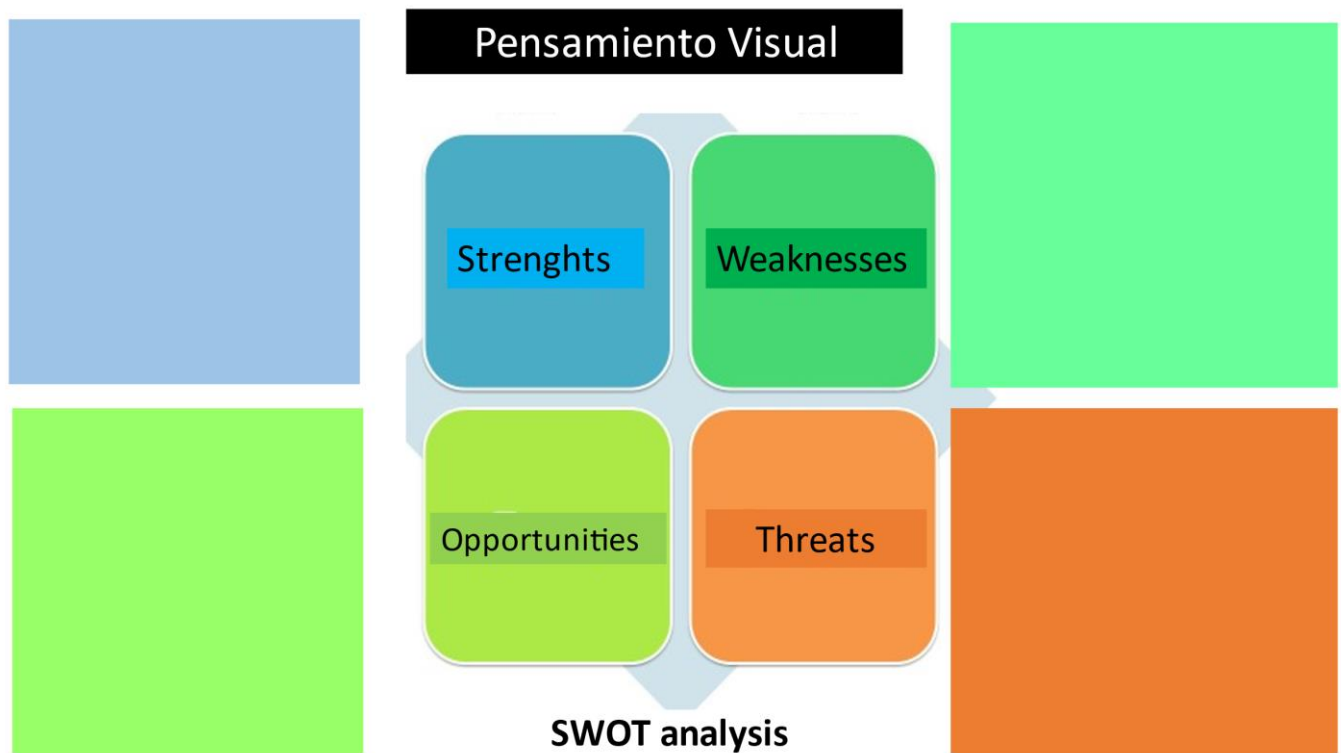 Pensamiento Visual
Strenghts
Weaknesses
Opportunities
Threats
SWOT analysis